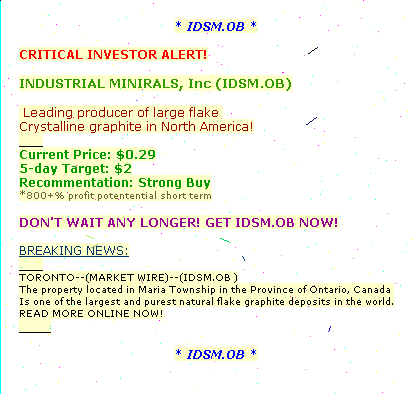 * IDSM.OB *
CRITICAL INVESTOR ALERT!
INDUSTRIAL MINIRALS, Inc (IDSM.OB)
Leading producer of large flake
Crystalline graphite in North America!
Current Price: $0.29
5-day Target: $2
Recommentation: Strong Buy
*800+% profit potentential short term
DON'T WAIT ANY LONGER! GET IDSM.OB NOW!
BREAKING NEWS:
TORONTO--(MARKET WIRE)--(IDSM.OB )
The property located in Maria Township in the Province of Ontario, Canada
Is one of the largest and purest natural flake graphite deposits in the world.
READ MORE ONLINE NOW!
* IDSM.OB *